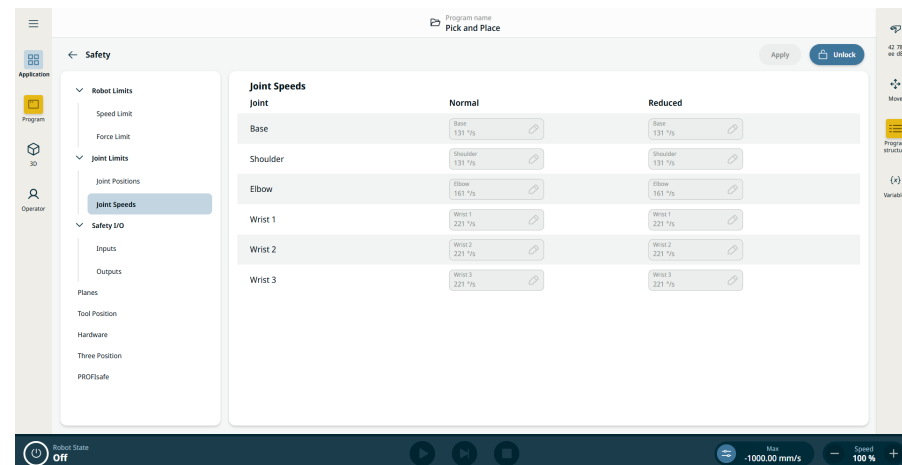 Program name
Pick and Place
Safety
Apply
Unlock
Application
Program
3D
Operator
Robot Limits
Speed Limit
Force Limit
Joint Limits
Joint Positions
Joint Speeds
Safety I/O
Inputs
Outputs
Planes
Tool Position
Hardware
Three Position
PROFIsafe
Joint Speeds
Joint Normal Reduced
Base Base 131 °/s Base 131 °/s
Shoulder Shoulder 131 °/s Shoulder 131 °/s
Elbow Elbow 161 °/s Elbow 161 °/s
Wrist 1 Wrist 1 221 °/s Wrist 1 221 °/s
Wrist 2 Wrist 2 221 °/s Wrist 2 221 °/s
Wrist 3 Wrist 3 221 °/s Wrist 3 221 °/s
42 78
ee d8
Move
{x}
Robot State
Off
Max
-1000.00 mm/s
Speed
100 %